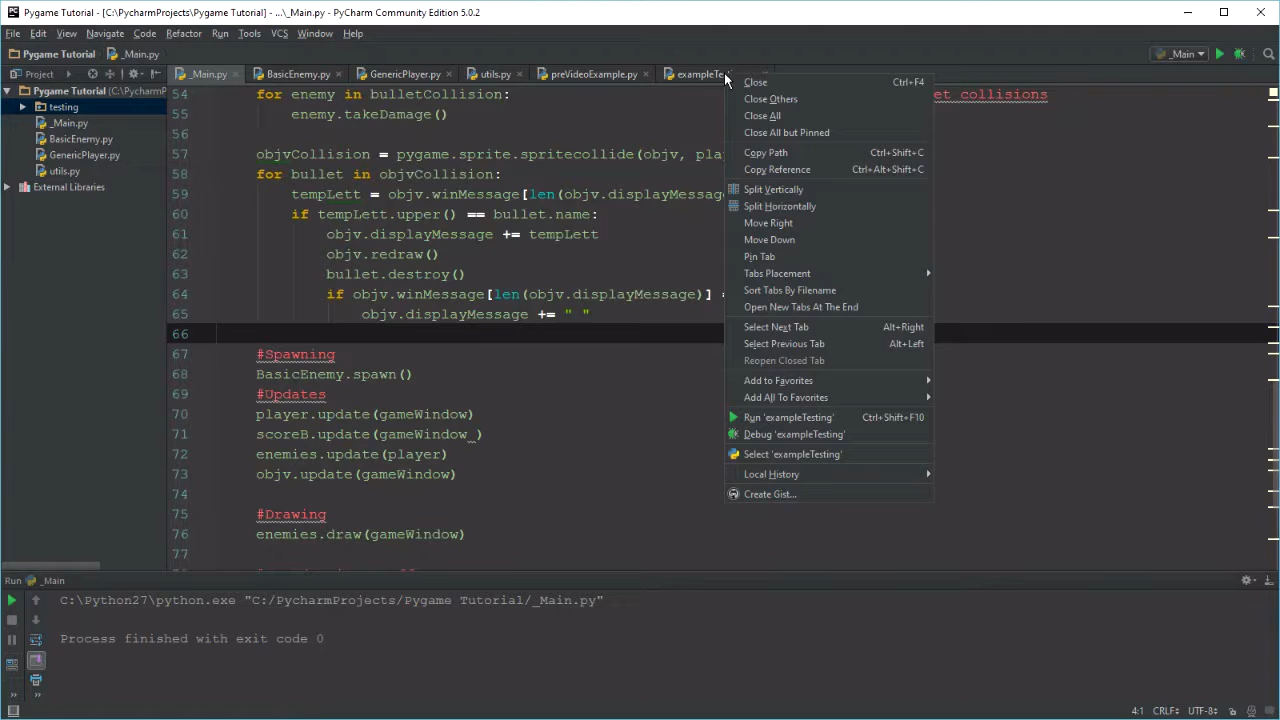 Pygame Tutorial - [C:\PycharmProjects\Pygame Tutorial] - ...\_Main.py - PyCharm Community Edition 5.0.2
File Edit View Navigate Code Refactor Run Tools VCS Window Help
Pygame Tutorial _Main.py _Main
Project _Main.py BasicEnemy.py GenericPlayer.py utils.py preVideoExample.py
Pygame Tutorial C:\PycharmP
testing
_Main.py
BasicEnemy.py
GenericPlayer.py
utils.py
External Libraries
54 for enemy in bulletCollision: collisions
55 enemy.takeDamage()
56
57 objvCollision = pygame.sprite.spritecollide(objv,
58 for bullet in objvCollision:
59 tempLett = objv.winMessage[len(objv.displayMessage
60 if tempLett.upper() == bullet.name:
61 objv.displayMessage += tempLett
62 objv.redraw()
63 bullet.destroy()
64 if objv.winMessage[len(objv.displayMessage)]
65 objv.displayMessage += " "
66
67 #Spawning
68 BasicEnemy.spawn()
69 #Updates
70 player.update(gameWindow)
71 scoreB.update(gameWindow_)
72 enemies.update(player)
73 objv.update(gameWindow)
74
75 #Drawing
76 enemies.draw(gameWindow)
77
Close Ctrl+F4
Close Others
Close All
Close All but Pinned
Copy Path Ctrl+Shift+C
Copy Reference Ctrl+Alt+Shift+C
Split Vertically
Split Horizontally
Move Right
Move Down
Pin Tab
Tabs Placement
Sort Tabs By Filename
Open New Tabs At The End
Select Next Tab Alt+Right
Select Previous Tab Alt+Left
Reopen Closed Tab
Add to Favorites
Add All To Favorites
Run 'exampleTesting' Ctrl+Shift+F10
Debug 'exampleTesting'
Select 'exampleTesting'
Local History
Create Gist...
Run _Main
C:\Python27\python.exe "C:/PycharmProjects/Pygame Tutorial/_Main.py"
Process finished with exit code 0
4:1 CRLF UTF-8